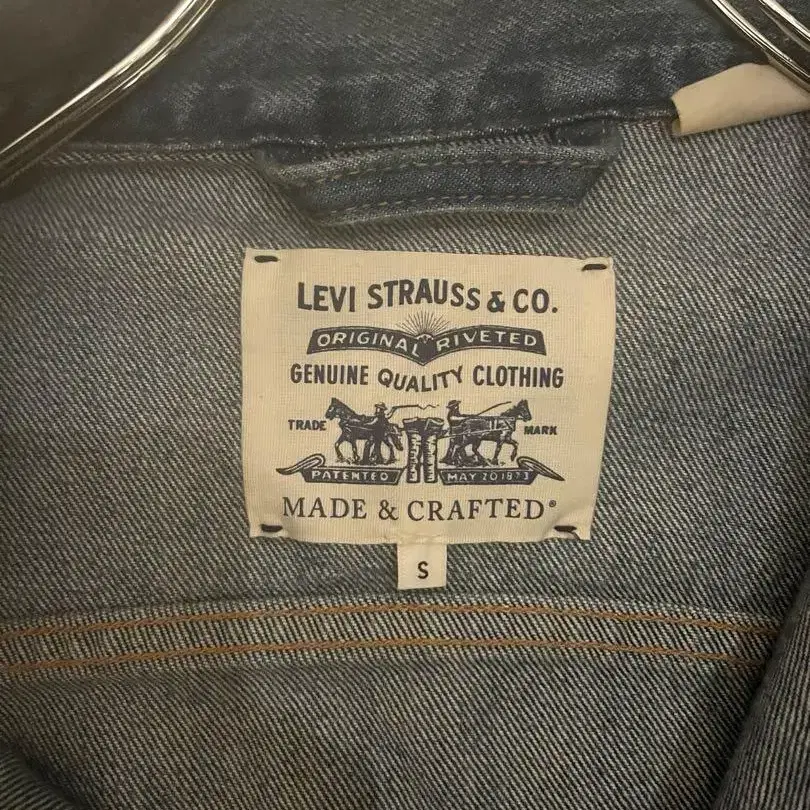 LEVI STRAUSS & CO.
ORIGINAL RIVETED
GENUINE QUALITY CLOTHING
TRADE MARK
PATENTED MAY 20 1873
MADE & CRAFTED®
S